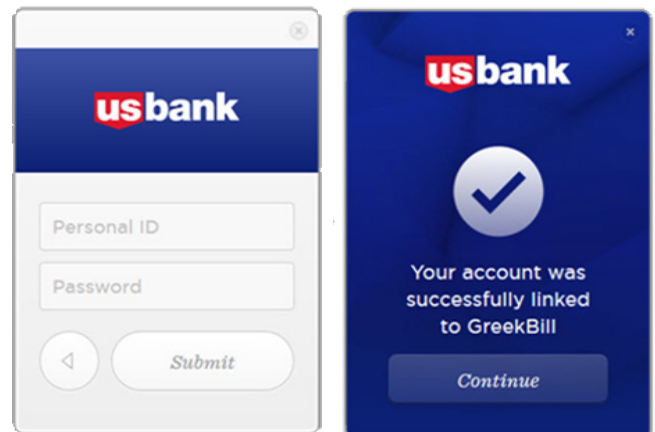 usbank
Personal ID
Password
Submit
usbank
Your account was
successfully linked
to GreekBill
Continue